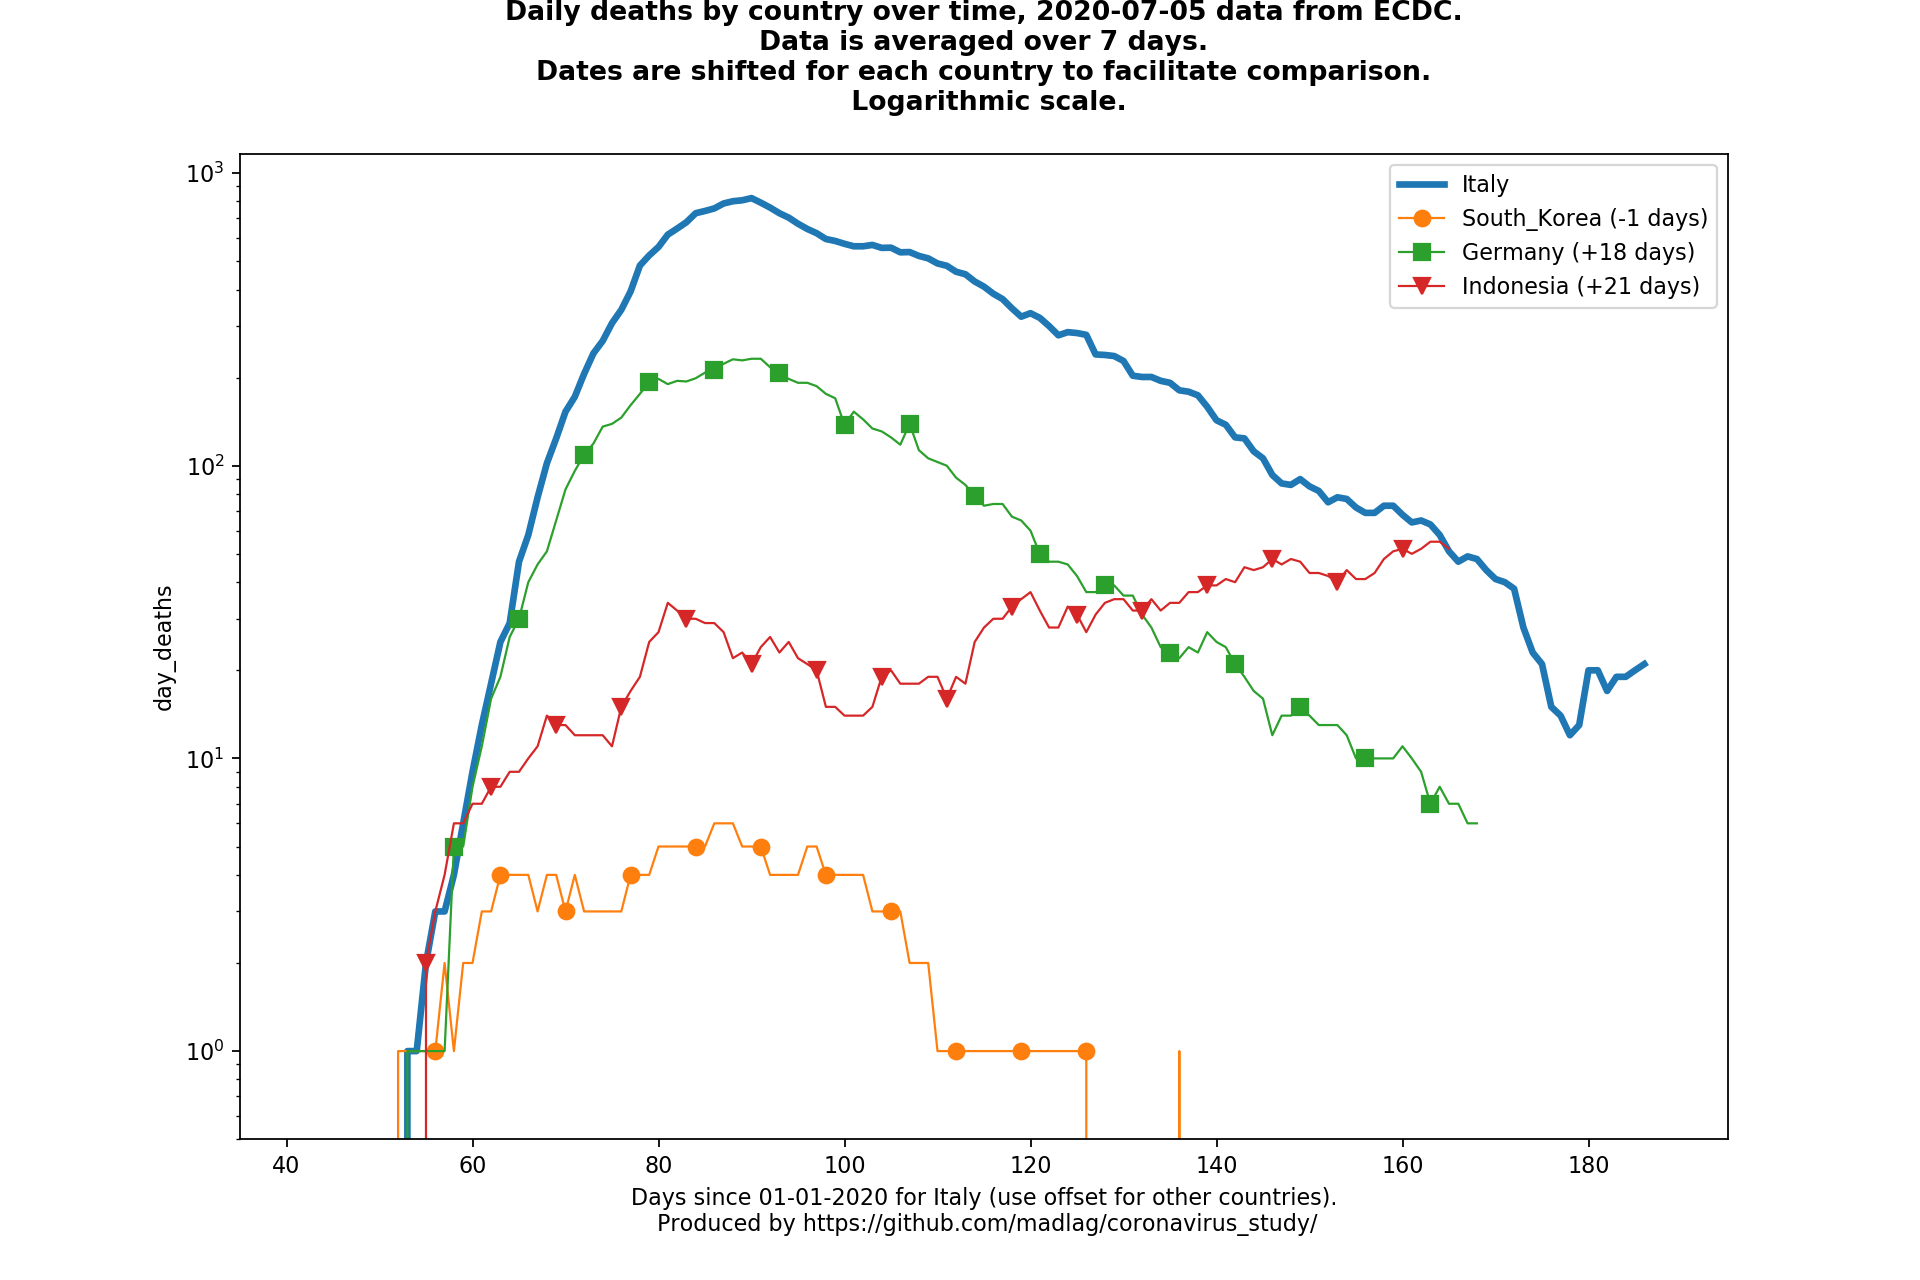 Daily deaths by country over time, 2020-07-05 data from ECDC.
Data is averaged over 7 days.
Dates are shifted for each country to facilitate comparison.
Logarithmic scale.
10³
10²
10¹
10⁰
day_deaths
Italy
South_Korea (-1 days)
Germany (+18 days)
Indonesia (+21 days)
40 60 80 100 120 140 160 180
Days since 01-01-2020 for Italy (use offset for other countries).
Produced by https://github.com/madlag/coronavirus_study/